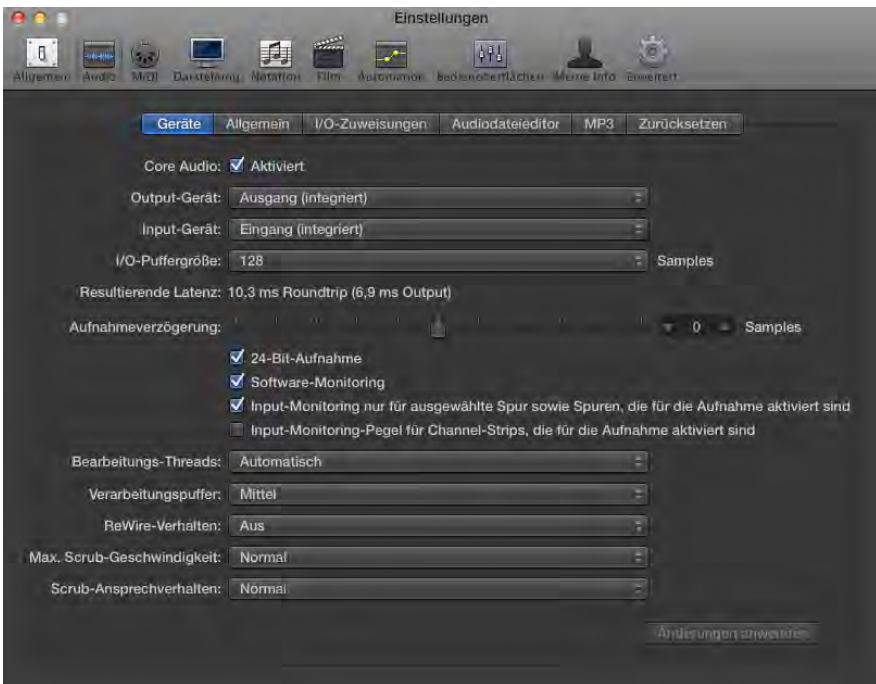 Einstellungen
Allgemein Audio MIDI Darstellung Notation Film Automation Bedienoberflächen Meine Info Erweitert
Geräte Allgemein I/O-Zuweisungen Audiodateieditor MP3 Zurücksetzen
Core Audio: Aktiviert
Output-Gerät: Ausgang (integriert)
Input-Gerät: Eingang (integriert)
I/O-Puffergröße: 128 Samples
Resultierende Latenz: 10,3 ms Roundtrip (6,9 ms Output)
Aufnahmeverzögerung: 0 Samples
24-Bit-Aufnahme
Software-Monitoring
Input-Monitoring nur für ausgewählte Spur sowie Spuren, die für die Aufnahme aktiviert sind
Input-Monitoring-Pegel für Channel-Strips, die für die Aufnahme aktiviert sind
Bearbeitungs-Threads: Automatisch
Verarbeitungspuffer: Mittel
ReWire-Verhalten: Aus
Max. Scrub-Geschwindigkeit: Normal
Scrub-Ansprechverhalten: Normal
Änderungen anwenden